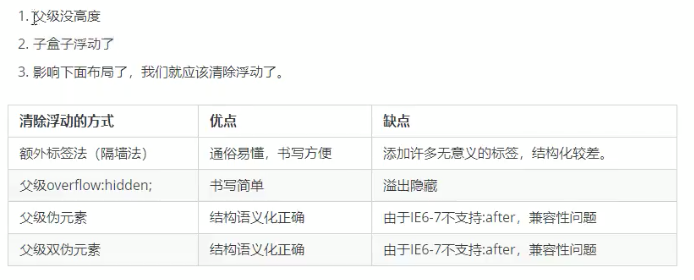 1. 父级没高度
2. 子盒子浮动了
3. 影响下面布局了，我们就应该清除浮动了。
清除浮动的方式 优点 缺点
额外标签法（隔墙法） 通俗易懂，书写方便 添加许多无意义的标签，结构化较差。
父级overflow:hidden; 书写简单 溢出隐藏
父级伪元素 结构语义化正确 由于IE6-7不支持:after，兼容性问题
父级双伪元素 结构语义化正确 由于IE6-7不支持:after，兼容性问题